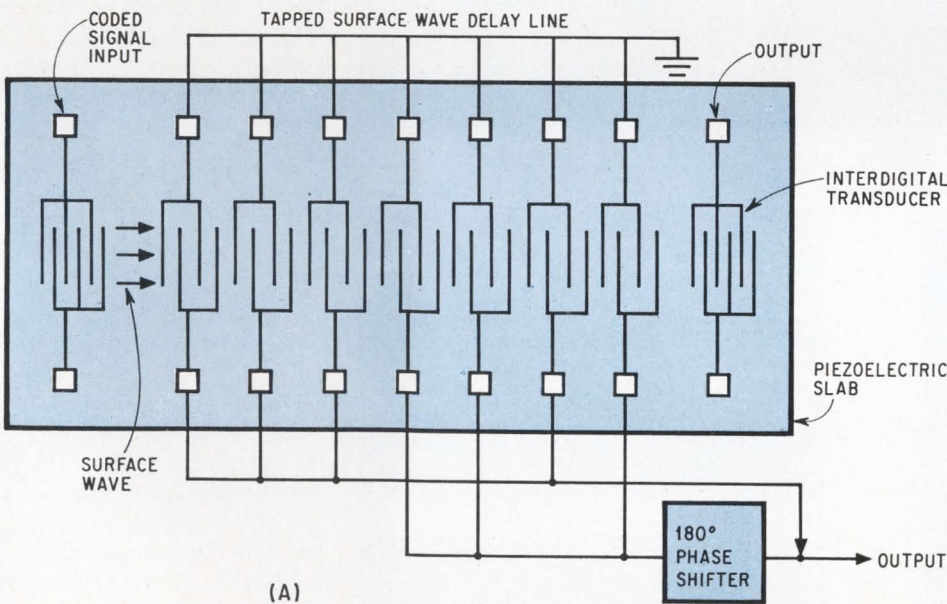 CODED
SIGNAL
INPUT
TAPPED SURFACE WAVE DELAY LINE
OUTPUT
INTERDIGITAL
TRANSDUCER
PIEZOELECTRIC
SLAB
SURFACE
WAVE
180°
PHASE
SHIFTER
OUTPUT
(A)